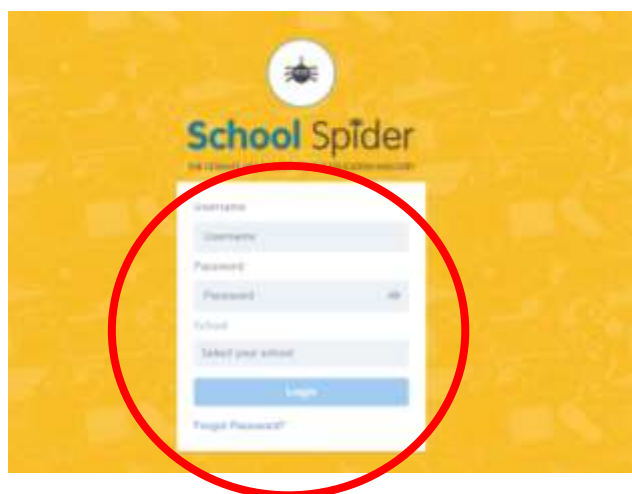 School Spider
Username
Username
Password
Password
School
Select your school
Login
Forgot Password?